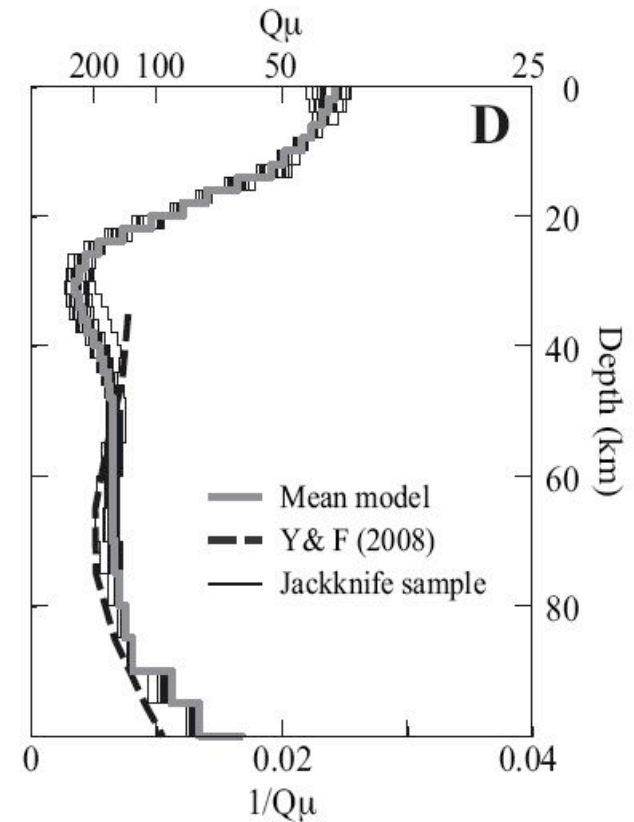 Qμ
200 100 50 25
D
0
20
40
60
80
Depth (km)
Mean model
Y& F (2008)
Jackknife sample
0 0.02 0.04
1/Qμ